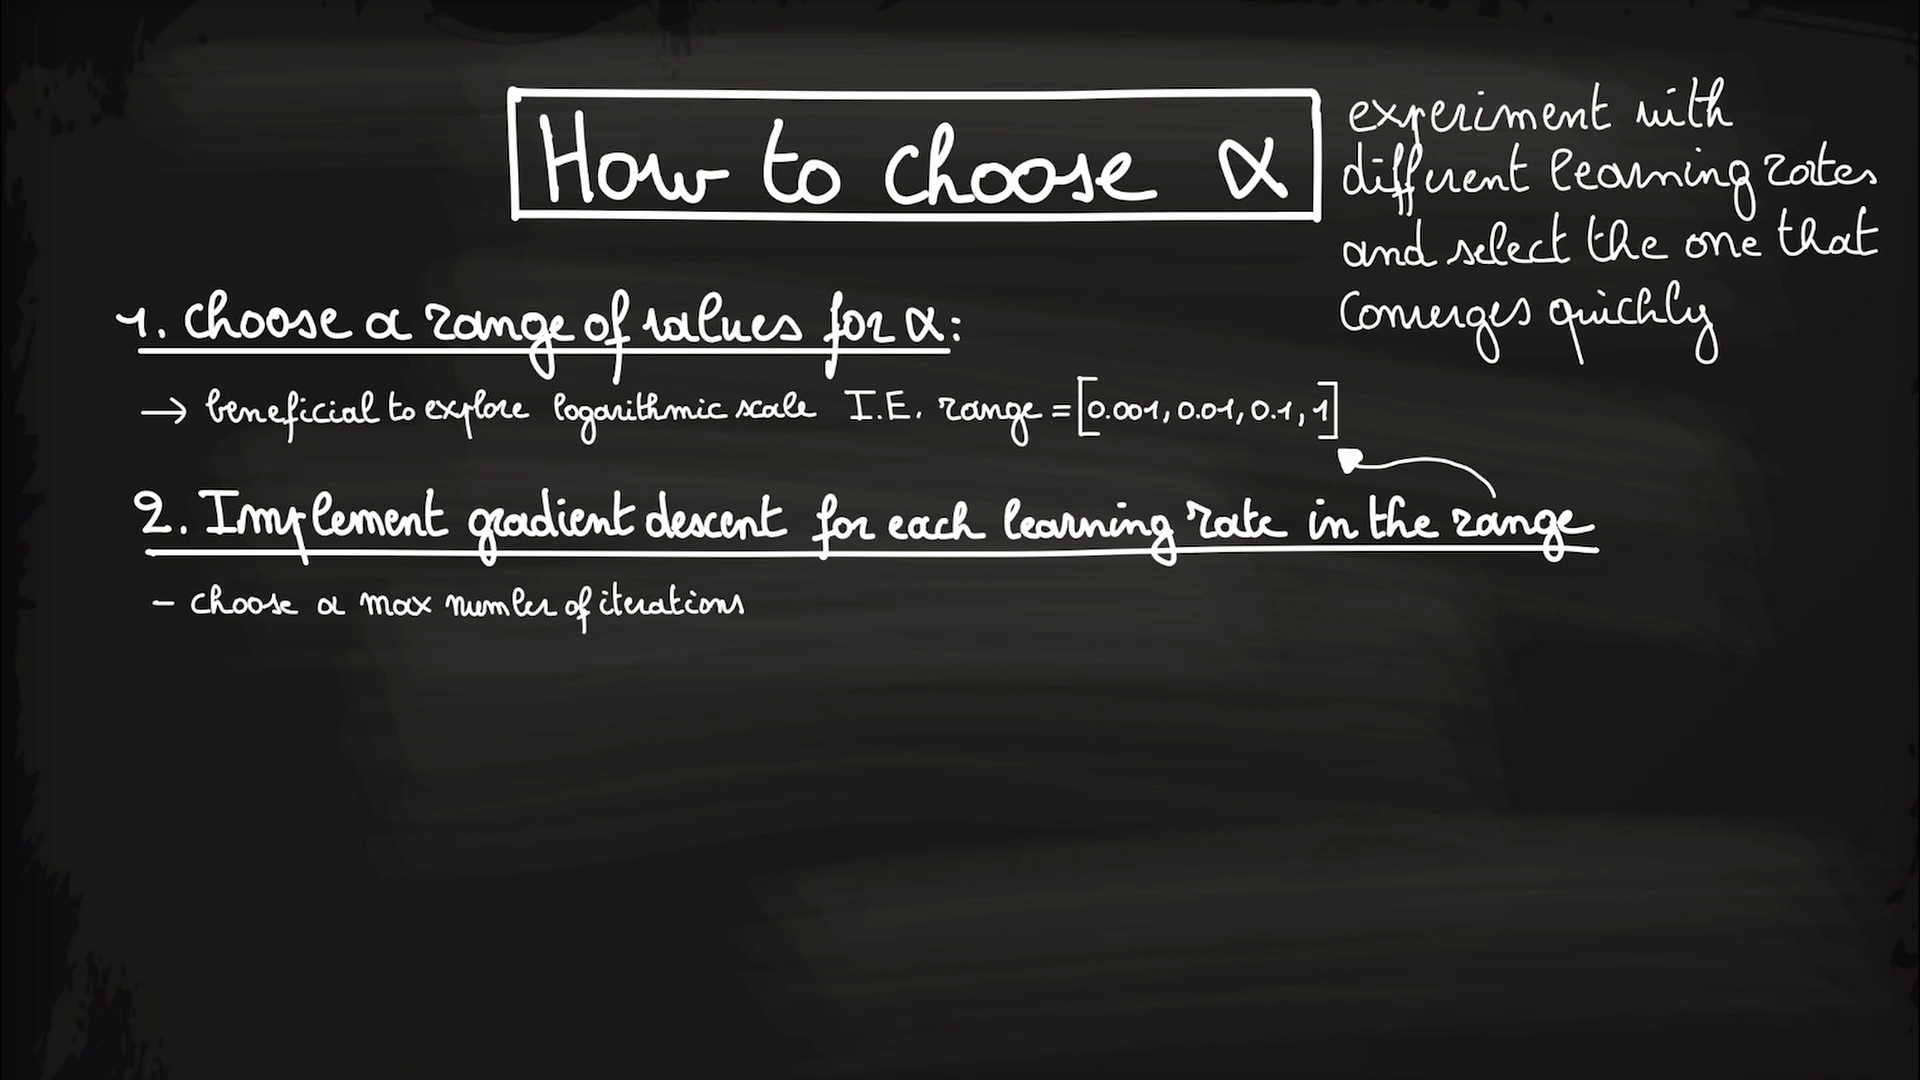 How to choose α
experiment with
different learning rates
and select the one that
converges quickly
1. choose a range of values for α:
→ beneficial to explore logarithmic scale I.E. range = [0.001, 0.01, 0.1, 1]
2. Implement gradient descent for each learning rate in the range
- choose a max number of iterations